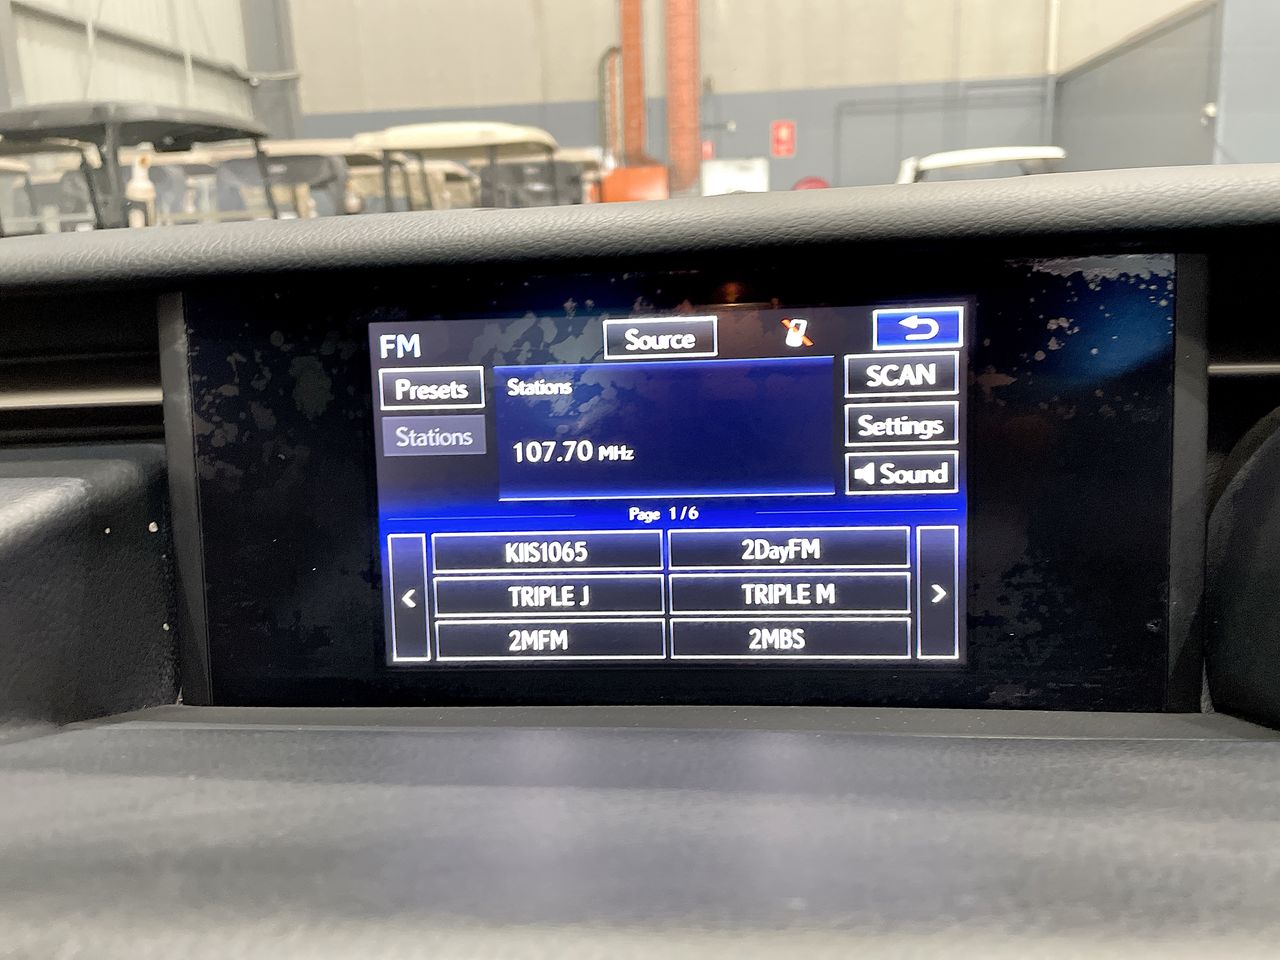 FM
Source
Presets
Stations
SCAN
Stations
107.70 MHz
Settings
Sound
Page 1/6
KIIS1065
2DayFM
<
TRIPLE J
TRIPLE M
>
2MFM
2MBS